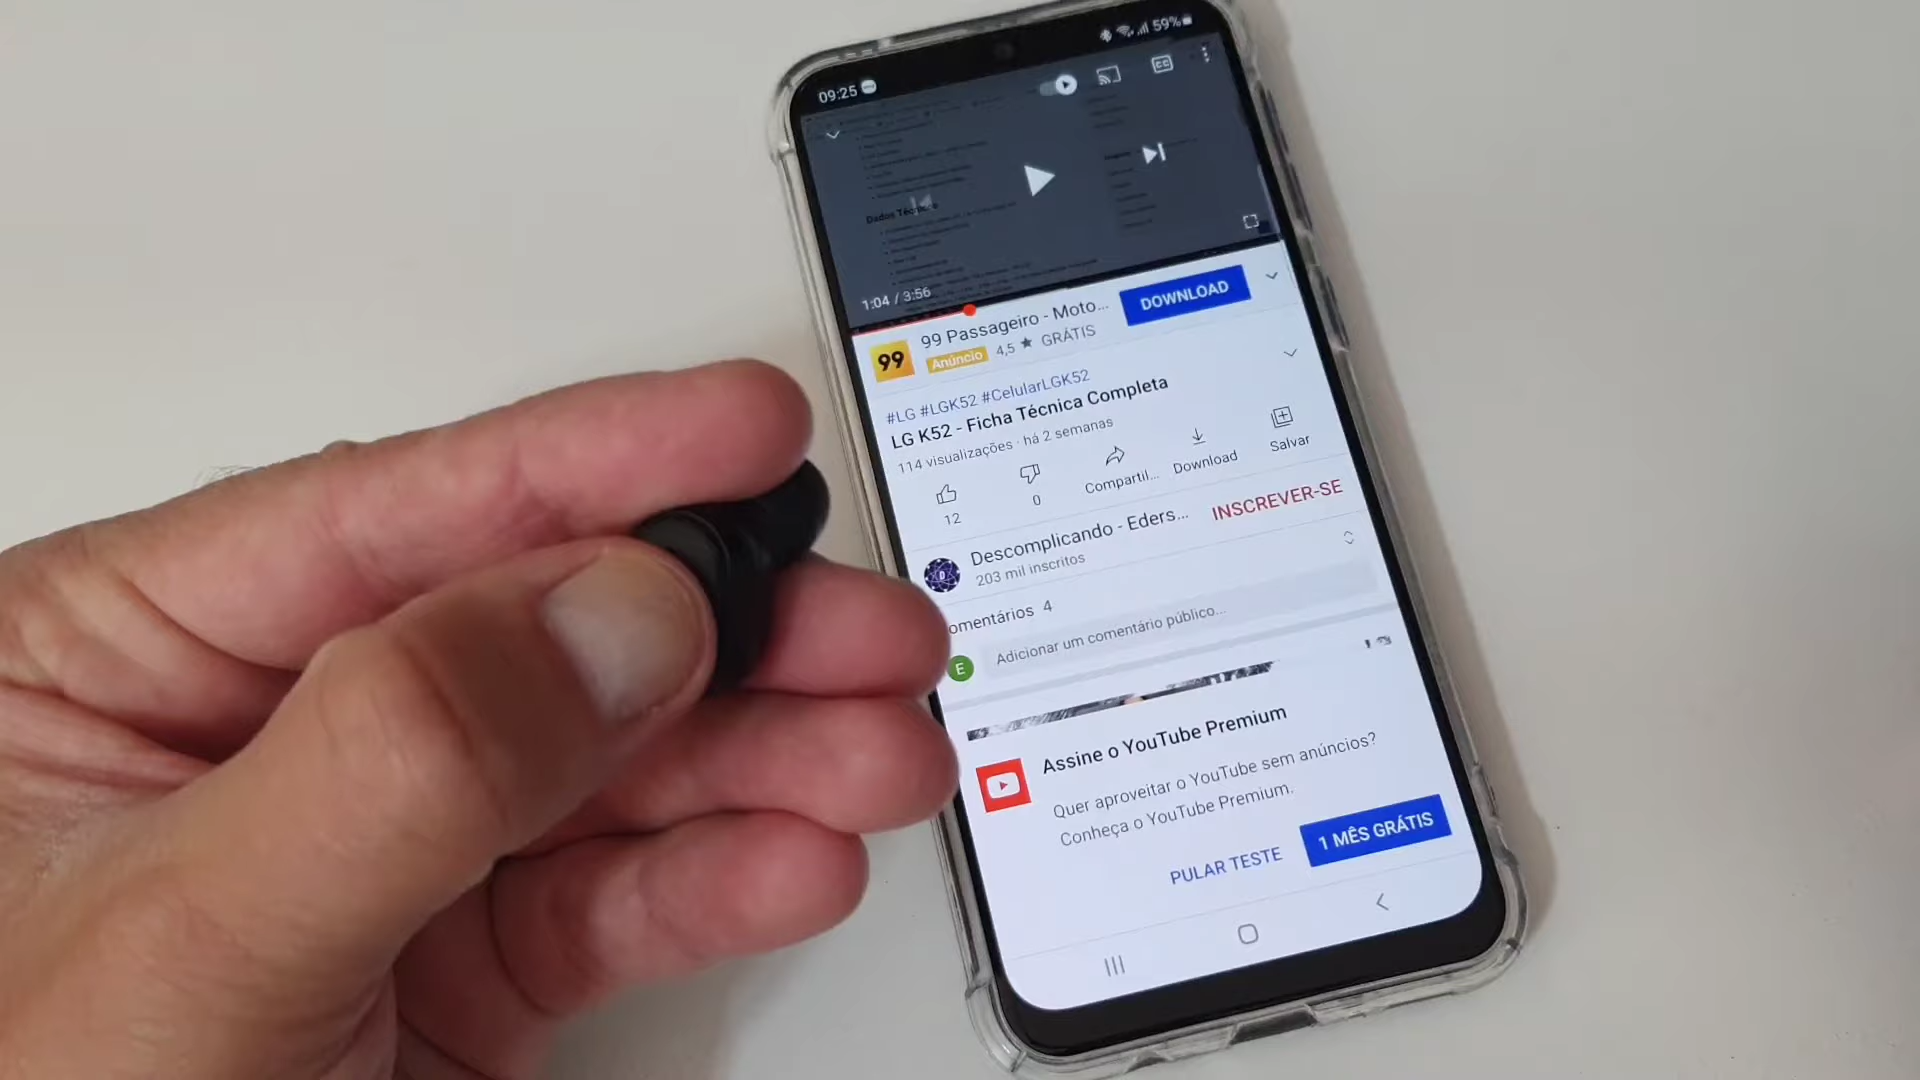 09:25
59%
CC
Dados Técnicos
1:04 / 3:56
99
99 Passageiro - Moto...
Anúncio 4,5 ★ GRÁTIS
DOWNLOAD
#LG #LGK52 #CelularLGK52
LG K52 - Ficha Técnica Completa
114 visualizações · há 2 semanas
12
0
Compartil...
Download
Salvar
D
Descomplicando - Eders...
203 mil inscritos
INSCREVER-SE
omentários 4
E
Adicionar um comentário público...
Assine o YouTube Premium
Quer aproveitar o YouTube sem anúncios?
Conheça o YouTube Premium.
PULAR TESTE
1 MÊS GRÁTIS